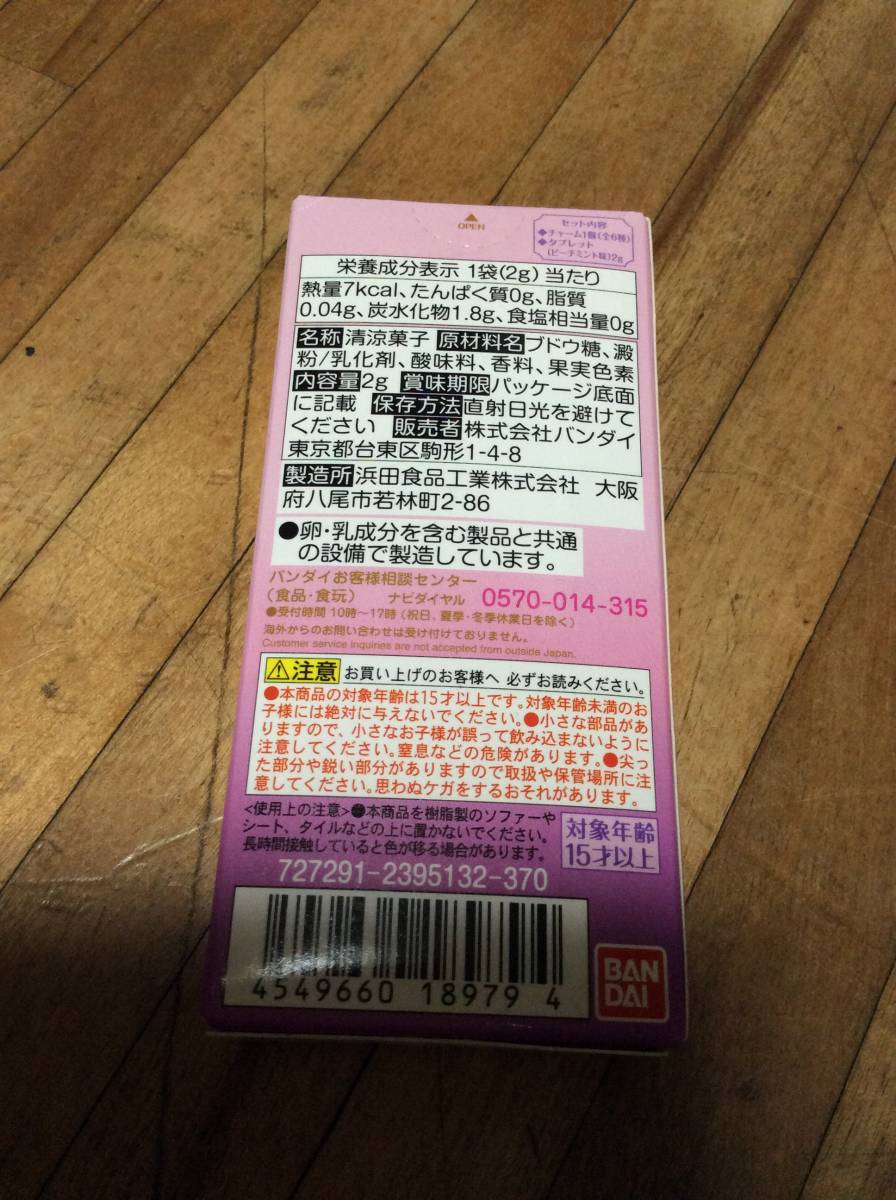 OPEN
セット内容
◆チャーム1個(全6種)
◆タブレット
(ピーチミント味)2g
栄養成分表示 1袋(2g) 当たり
熱量7kcal、たんぱく質0g、脂質
0.04g、炭水化物1.8g、食塩相当量0g
名称 清涼菓子 原材料名 ブドウ糖、澱
粉/乳化剤、酸味料、香料、果実色素
内容量 2g 賞味期限 パッケージ底面
に記載 保存方法 直射日光を避けて
ください 販売者 株式会社バンダイ
東京都台東区駒形1-4-8
製造所 浜田食品工業株式会社 大阪
府八尾市若林町2-86
●卵・乳成分を含む製品と共通
の設備で製造しています。
バンダイお客様相談センター
(食品・食玩) ナビダイヤル 0570-014-315
●受付時間 10時～17時 (祝日、夏季・冬季休業日を除く)
海外からのお問い合わせは受け付けておりません。
Customer service inquiries are not accepted from outside Japan.
⚠注意 お買い上げのお客様へ 必ずお読みください。
●本商品の対象年齢は15才以上です。対象年齢未満のお
子様には絶対に与えないでください。●小さな部品があ
りますので、小さなお子様が誤って飲み込まないように
注意してください。窒息などの危険があります。●尖っ
た部分や鋭い部分がありますので取扱や保管場所に注
意してください。思わぬケガをするおそれがあります。
<使用上の注意>●本商品を樹脂製のソファーや
シート、タイルなどの上に置かないでください。
長時間接触していると色が移る場合があります。
対象年齢
15才以上
727291-2395132-370
4549660 189794
BAN
DAI